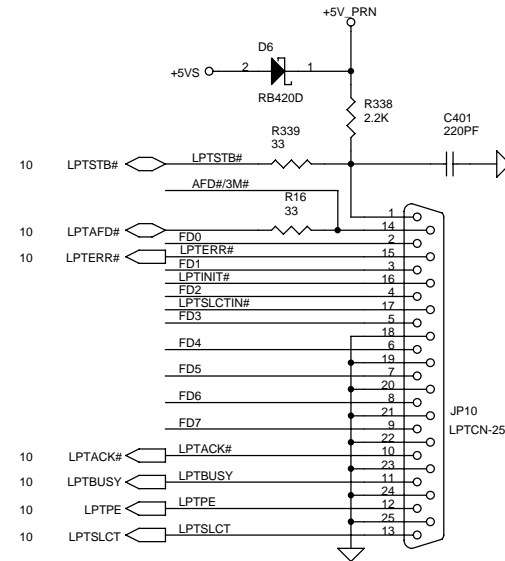 +5V_PRN
D6
+5VS 2 1
RB420D
R338
2.2K
C401
220PF
R339
33
10 LPTSTB# LPTSTB#
AFD#/3M#
R16
33
1
10 LPTAFD# 14
FD0 2
10 LPTERR# LPTERR# 15
FD1 3
LPTINIT# 16
FD2 4
LPTSLCTIN# 17
FD3 5
18
FD4 6
19
FD5 7
20
FD6 8
21
JP10
FD7 9
LPTCN-25
22
10 LPTACK# LPTACK# 10
23
10 LPTBUSY LPTBUSY 11
24
10 LPTPE LPTPE 12
25
10 LPTSLCT LPTSLCT 13